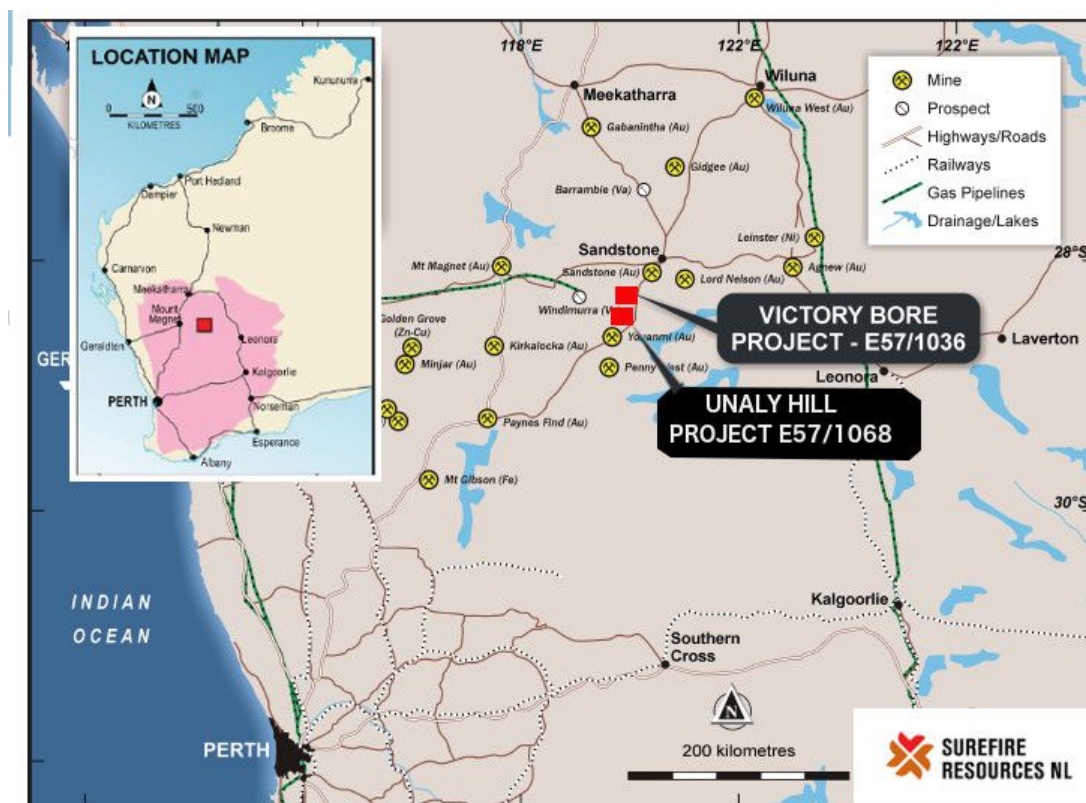 LOCATION MAP
N
0 500
KILOMETRES
Kununurra
Broome
Port Hedland
Dampier
Newman
Carnarvon
Meekatharra
Mount
Magnet
Geraldton
Leonora
Kalgoorlie
PERTH
Norseman
Esperance
Albany
118°E
122°E
122°E
Meekatharra
Wiluna
Wiluna West (Au)
Gabanintha (Au)
Gidgee (Au)
Barrambie (Va)
Sandstone
Leinster (Ni)
Mt Magnet (Au)
Sandstone (Au)
Lord Nelson (Au)
Agnew (Au)
28°S
Windimurra
Golden Grove
(Zn-Cu)
Minjar (Au)
Kirkalocka (Au)
Youanmi (Au)
Penny West (Au)
VICTORY BORE
PROJECT - E57/1036
Laverton
Leonora
UNALY HILL
PROJECT E57/1068
Paynes Find (Au)
Mt Gibson (Fe)
30°S
INDIAN
OCEAN
Kalgoorlie
Southern
Cross
PERTH
N
200 kilometres
Mine
Prospect
Highways/Roads
Railways
Gas Pipelines
Drainage/Lakes
SUREFIRE
RESOURCES NL